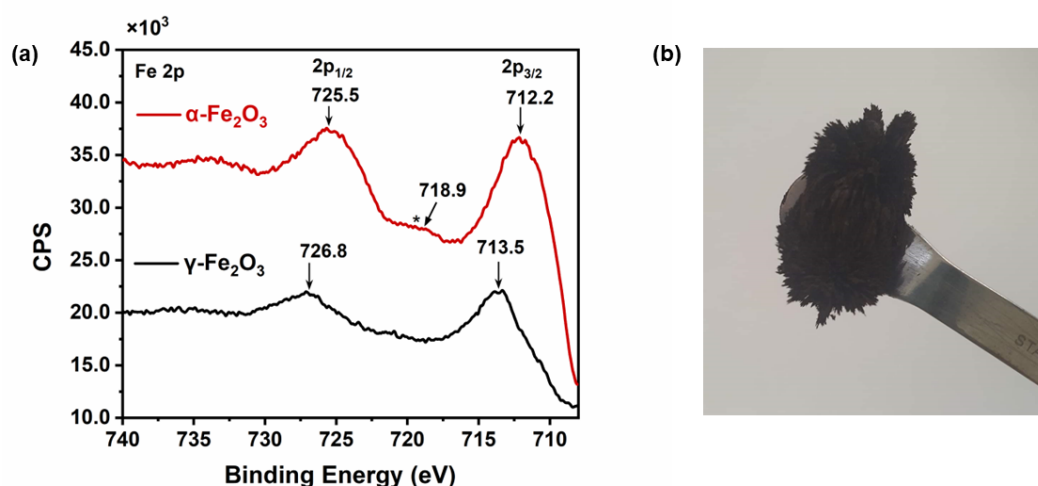 (a)
×10³
45.0
40.0
35.0
30.0
25.0
20.0
15.0
10.0
CPS
Fe 2p
α-Fe₂O₃
γ-Fe₂O₃
2p₁/₂
725.5
2p₃/₂
712.2
*
718.9
726.8
713.5
740 735 730 725 720 715 710
Binding Energy (eV)
(b)
STA